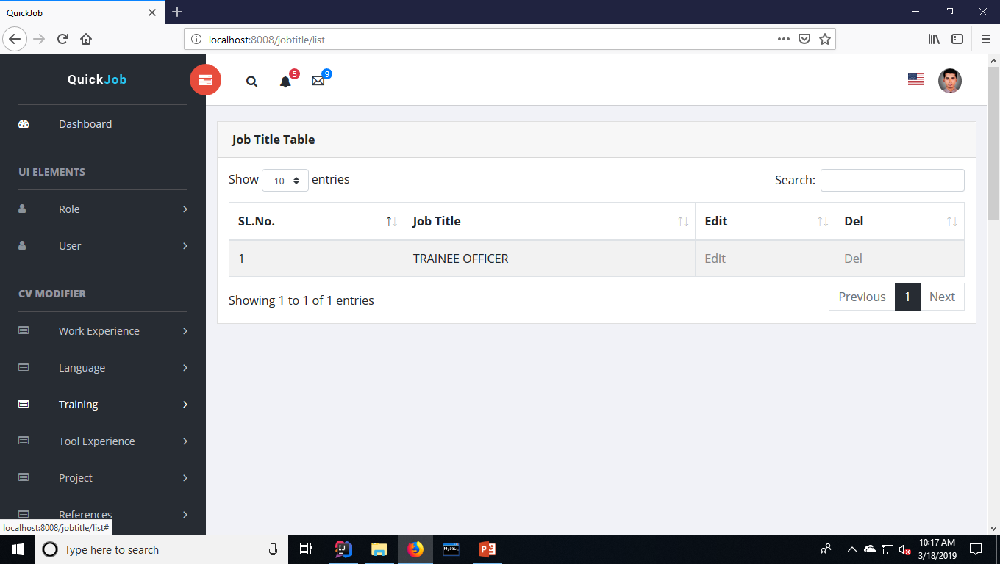 QuickJob
localhost:8008/jobtitle/list
QuickJob
5
9
Dashboard
UI ELEMENTS
Role
User
CV MODIFIER
Work Experience
Language
Training
Tool Experience
Project
References
localhost:8008/jobtitle/list#
Job Title Table
Show 10 entries
Search:
SL.No. Job Title Edit Del
1 TRAINEE OFFICER Edit Del
Showing 1 to 1 of 1 entries
Previous 1 Next
Type here to search
IJ
MySQL
P
10:17 AM
3/18/2019